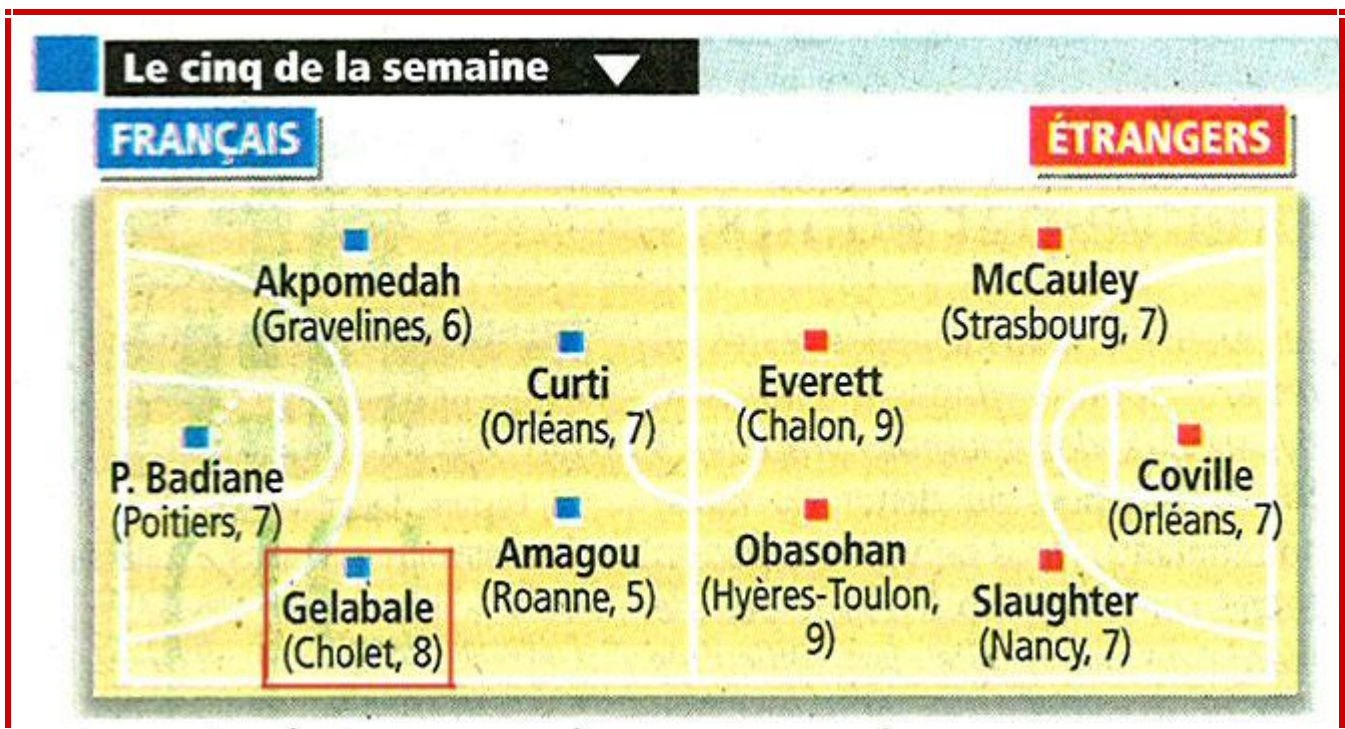 Le cinq de la semaine
FRANÇAIS
ÉTRANGERS
Akpomedah
(Gravelines, 6)
McCauley
(Strasbourg, 7)
Curti
(Orléans, 7)
Everett
(Chalon, 9)
P. Badiane
(Poitiers, 7)
Coville
(Orléans, 7)
Gelabale
(Cholet, 8)
Amagou
(Roanne, 5)
Obasohan
(Hyères-Toulon,
9)
Slaughter
(Nancy, 7)